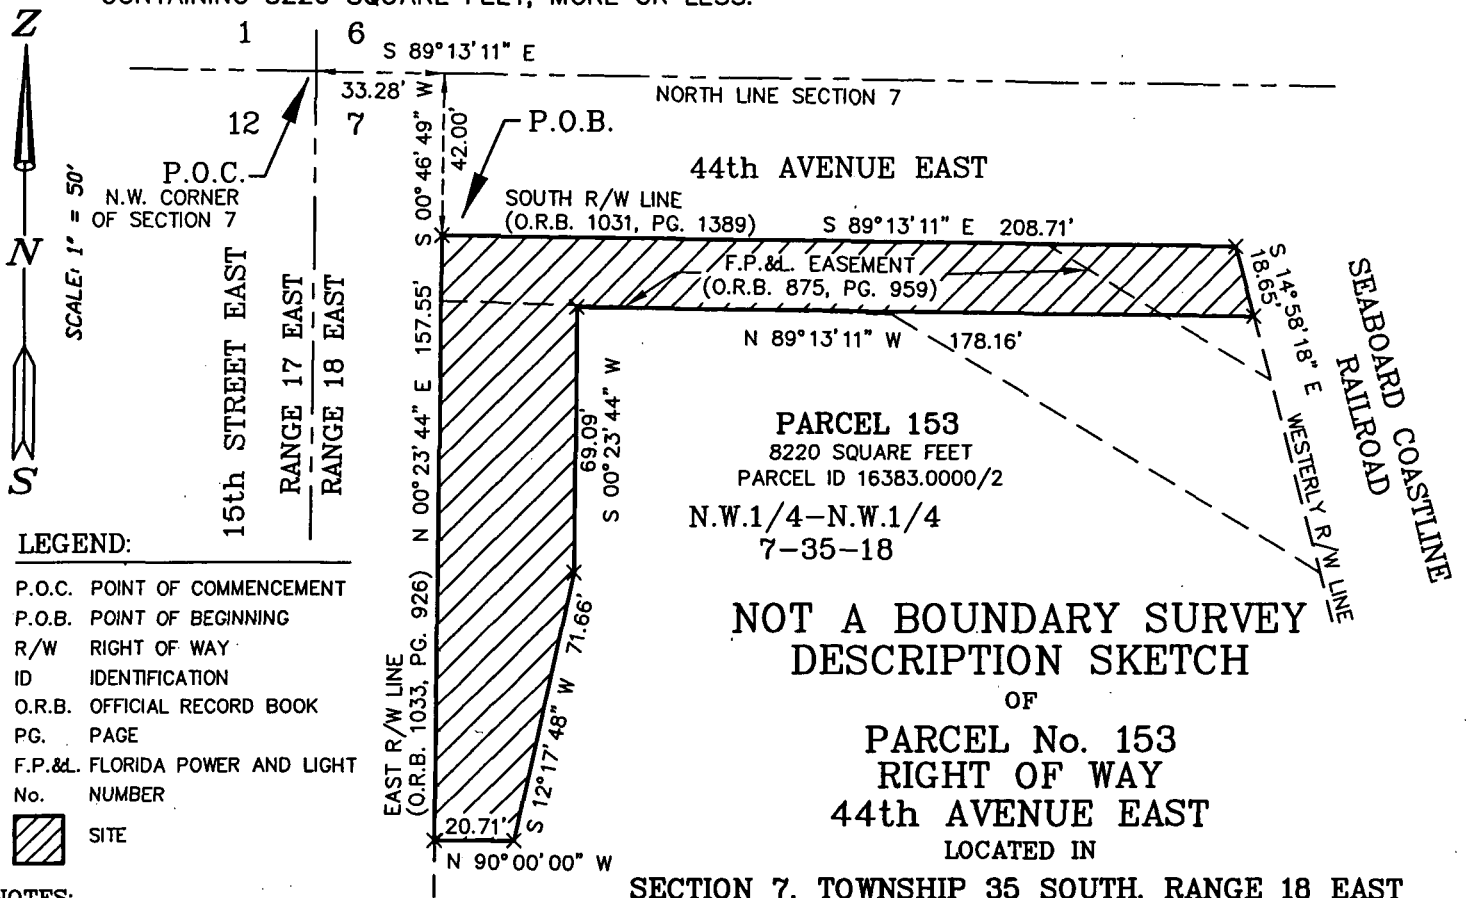 CONTAINING 8220 SQUARE FEET, MORE OR LESS.
Z
N
S
SCALE: 1" = 50'
1
6
12
7
S 89°13'11" E
33.28'
NORTH LINE SECTION 7
P.O.C.
N.W. CORNER
OF SECTION 7
S 00°46'49" W
42.00'
P.O.B.
44th AVENUE EAST
SOUTH R/W LINE
(O.R.B. 1031, PG. 1389)
S 89°13'11" E 208.71'
F.P.&L. EASEMENT
(O.R.B. 875, PG. 959)
S 14°58'18" E
18.65'
SEABOARD COASTLINE
RAILROAD
WESTERLY R/W LINE
N 89°13'11" W 178.16'
15th STREET EAST
RANGE 17 EAST
RANGE 18 EAST
N 00°23'44" E 157.55'
69.09'
S 00°23'44" W
PARCEL 153
8220 SQUARE FEET
PARCEL ID 16383.0000/2
N.W.1/4-N.W.1/4
7-35-18
EAST R/W LINE
(O.R.B. 1033, PG. 926)
S 12°17'48" W 71.66'
20.71'
N 90°00'00" W
LEGEND:
P.O.C. POINT OF COMMENCEMENT
P.O.B. POINT OF BEGINNING
R/W RIGHT OF WAY
ID IDENTIFICATION
O.R.B. OFFICIAL RECORD BOOK
PG. PAGE
F.P.&L. FLORIDA POWER AND LIGHT
No. NUMBER
SITE
NOT A BOUNDARY SURVEY
DESCRIPTION SKETCH
OF
PARCEL No. 153
RIGHT OF WAY
44th AVENUE EAST
LOCATED IN
SECTION 7, TOWNSHIP 35 SOUTH, RANGE 18 EAST
NOTES: